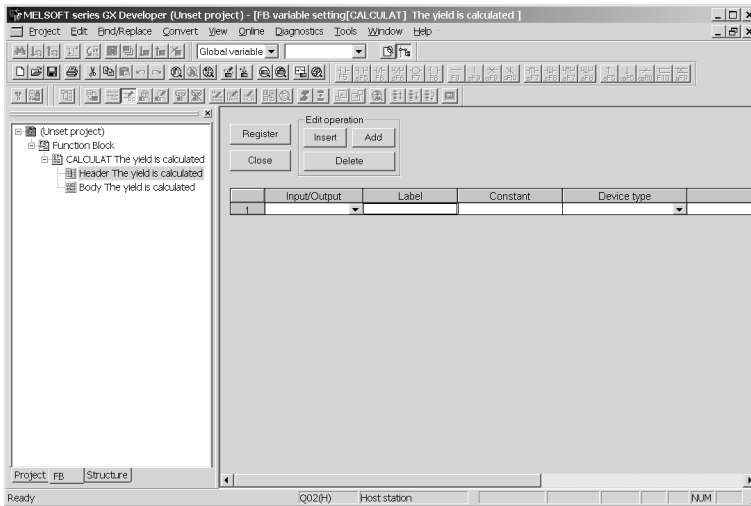 MELSOFT series GX Developer (Unset project) - [FB variable setting[CALCULAT] The yield is calculated ]
Project Edit Find/Replace Convert View Online Diagnostics Tools Window Help
Global variable
(Unset project)
Function Block
CALCULAT The yield is calculated
Header The yield is calculated
Body The yield is calculated
Register
Close
Edit operation
Insert
Add
Delete
Input/Output Label Constant Device type
1
Project FB Structure
Ready Q02(H) Host station NUM